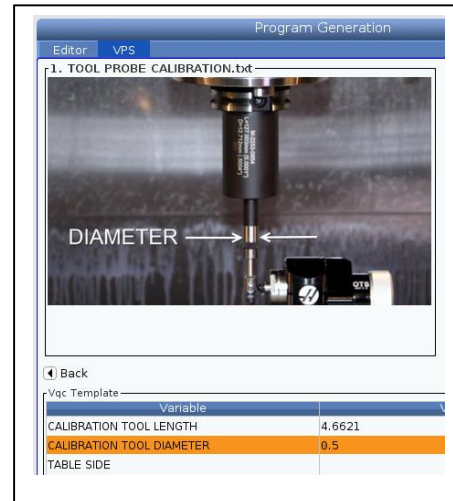 Program Generation
Editor VPS
1. TOOL PROBE CALIBRATION.txt
DIAMETER
OTS
Back
Vqc Template
Variable V
CALIBRATION TOOL LENGTH 4.6621
CALIBRATION TOOL DIAMETER 0.5
TABLE SIDE